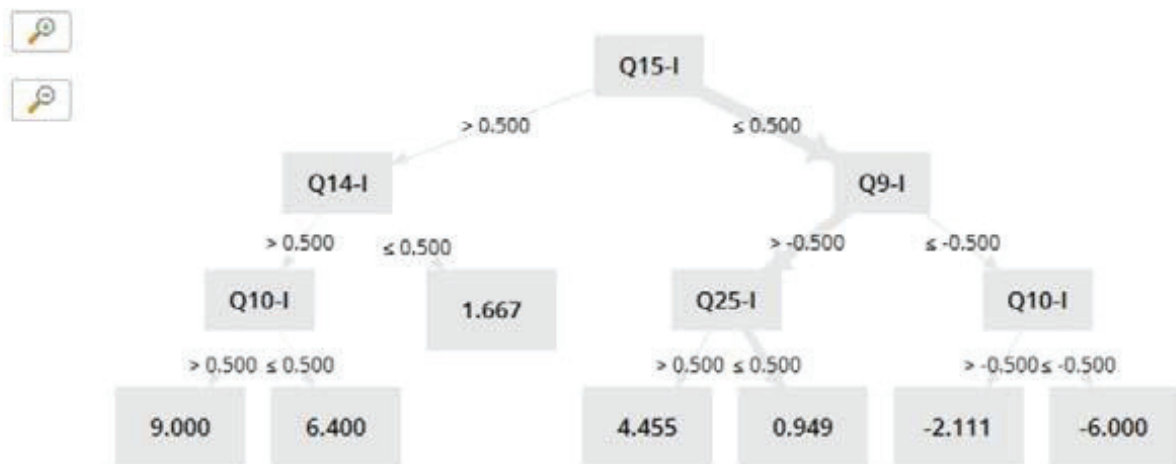 Q15-I
> 0.500 ≤ 0.500
Q14-I Q9-I
> 0.500 ≤ 0.500 > -0.500 ≤ -0.500
Q10-I 1.667 Q25-I Q10-I
> 0.500 ≤ 0.500 > 0.500 ≤ 0.500 > -0.500 ≤ -0.500
9.000 6.400 4.455 0.949 -2.111 -6.000